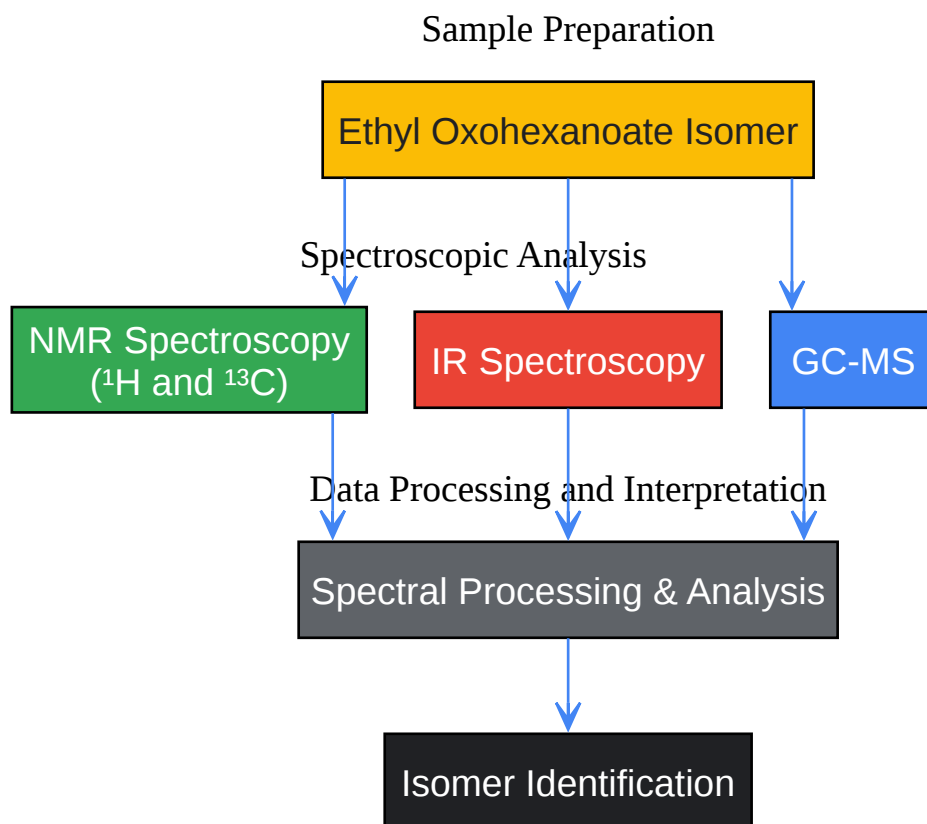 Sample Preparation
Ethyl Oxohexanoate Isomer
Spectroscopic Analysis
NMR Spectroscopy
(¹H and ¹³C)
IR Spectroscopy
GC-MS
Data Processing and Interpretation
Spectral Processing & Analysis
Isomer Identification